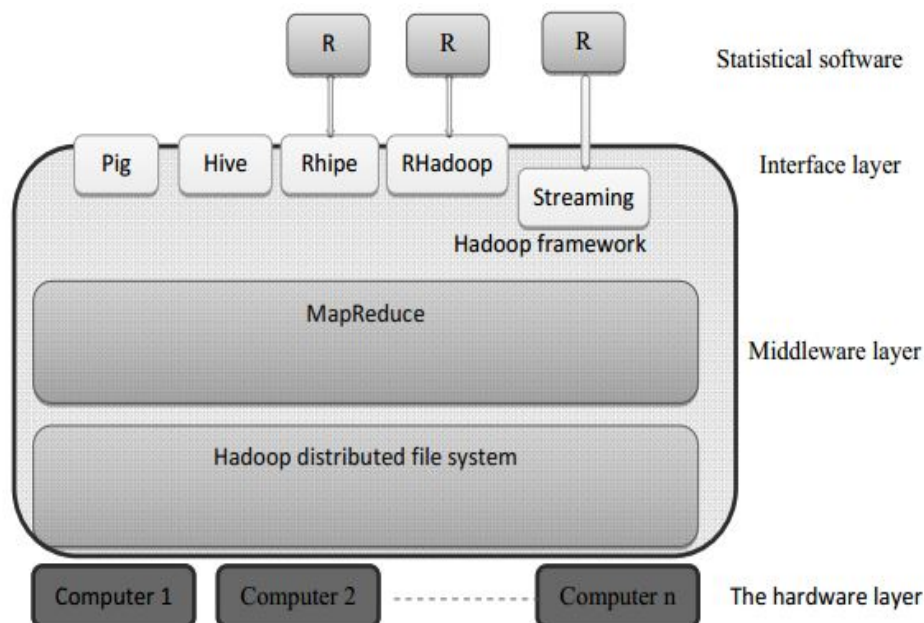 R R R
Statistical software
Pig Hive Rhipe RHadoop
Interface layer
Streaming
Hadoop framework
MapReduce
Middleware layer
Hadoop distributed file system
Computer 1 Computer 2 Computer n
The hardware layer